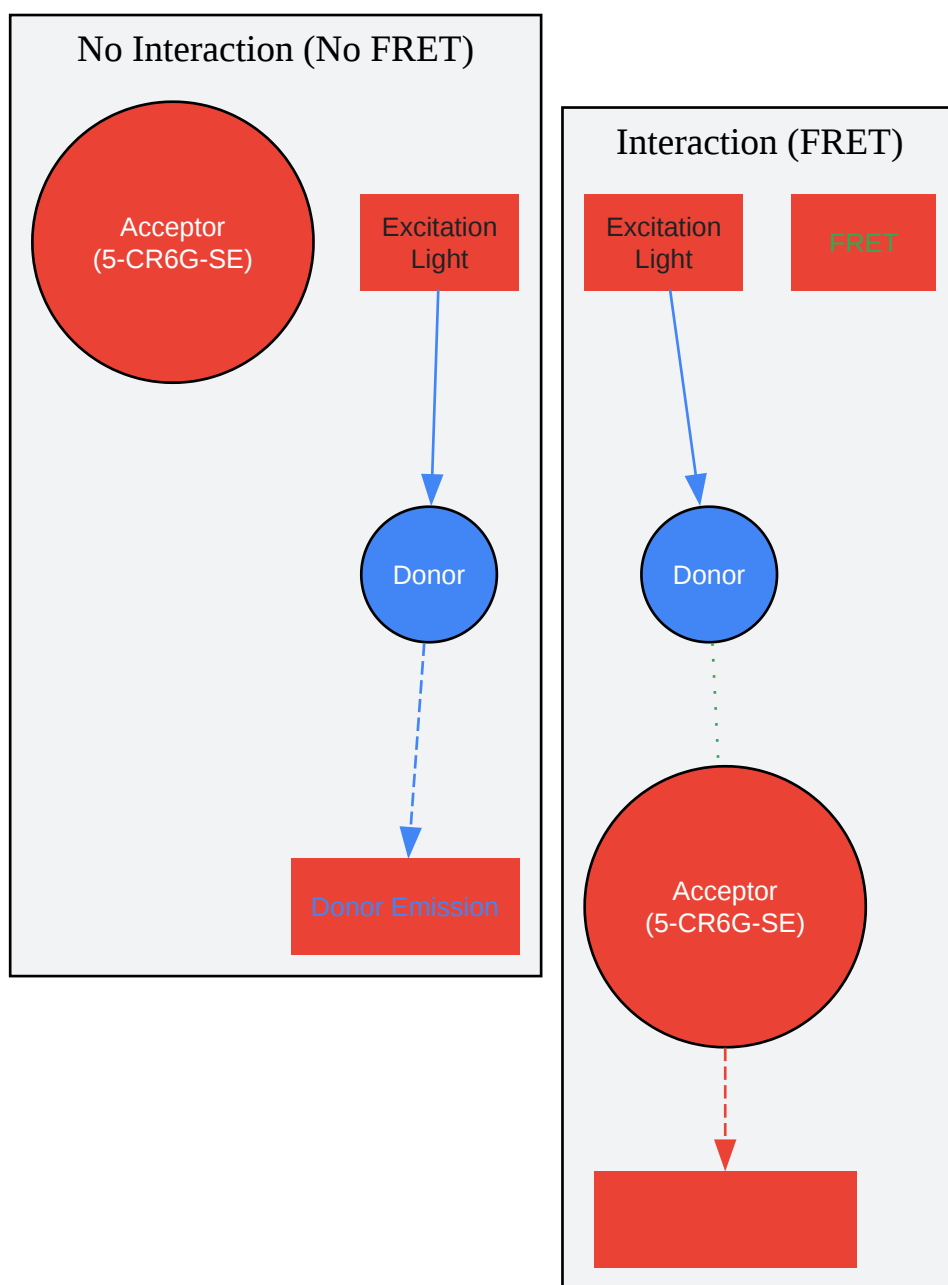 No Interaction (No FRET)
Acceptor
(5-CR6G-SE)
Excitation
Light
Donor
Donor Emission
Interaction (FRET)
Excitation
Light
FRET
Donor
Acceptor
(5-CR6G-SE)